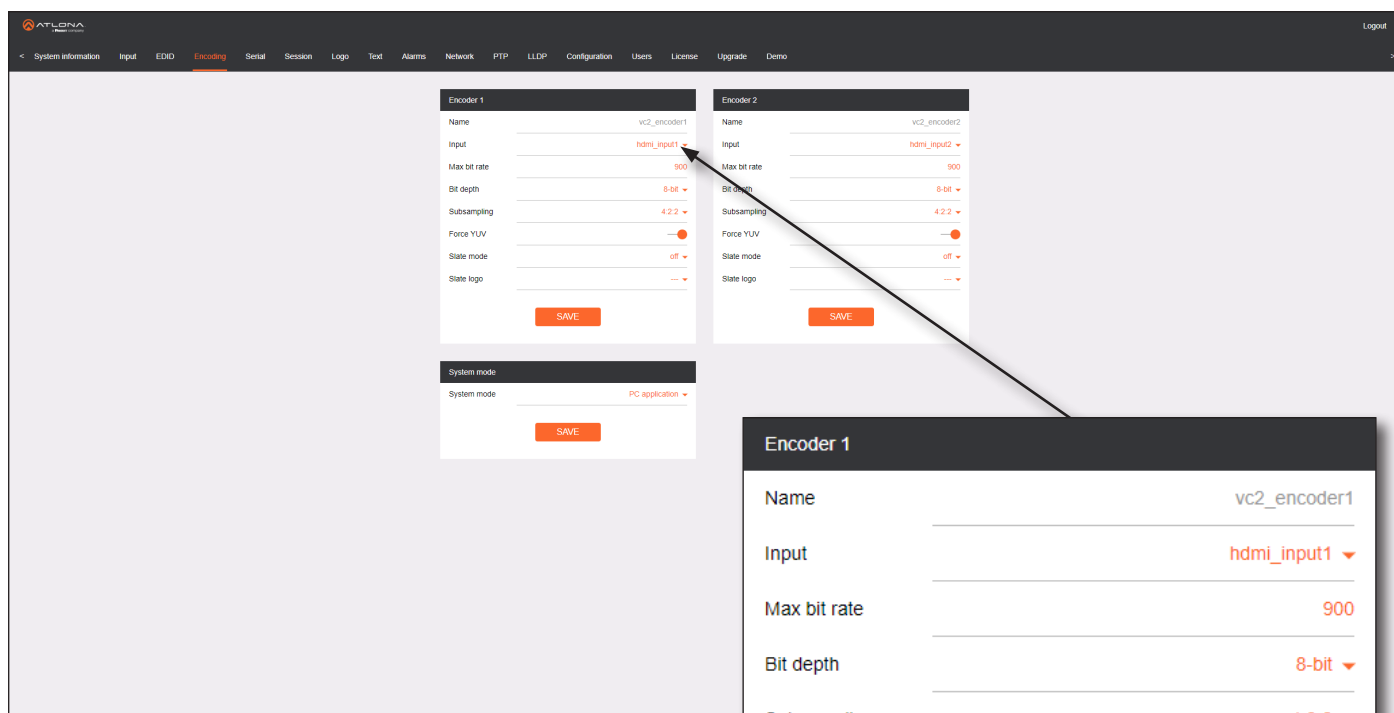 ATLONA
Logout
< System information Input EDID Encoding Serial Session Logo Text Alarms Network PTP LLDP Configuration Users License Upgrade Demo >
Encoder 1
Name vc2_encoder1
Input hdmi_input1
Max bit rate 900
Bit depth 8-bit
Subsampling 4:2:2
Force YUV
Slate mode off
Slate logo ---
SAVE
Encoder 2
Name vc2_encoder2
Input hdmi_input2
Max bit rate 900
Bit depth 8-bit
Subsampling 4:2:2
Force YUV
Slate mode off
Slate logo ---
SAVE
System mode
System mode PC application
SAVE
Encoder 1
Name vc2_encoder1
Input hdmi_input1
Max bit rate 900
Bit depth 8-bit